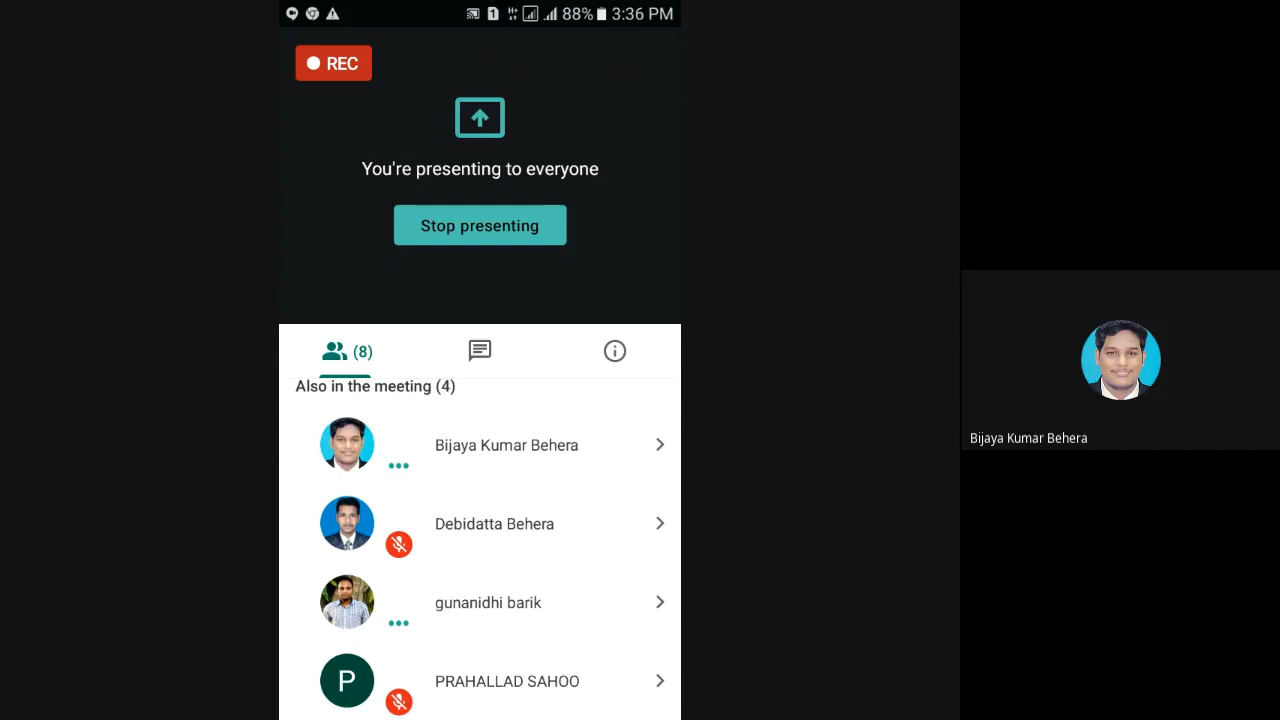 88% 3:36 PM
REC
You're presenting to everyone
Stop presenting
(8)
Also in the meeting (4)
Bijaya Kumar Behera
Debidatta Behera
gunanidhi barik
P PRAHALLAD SAHOO
Bijaya Kumar Behera